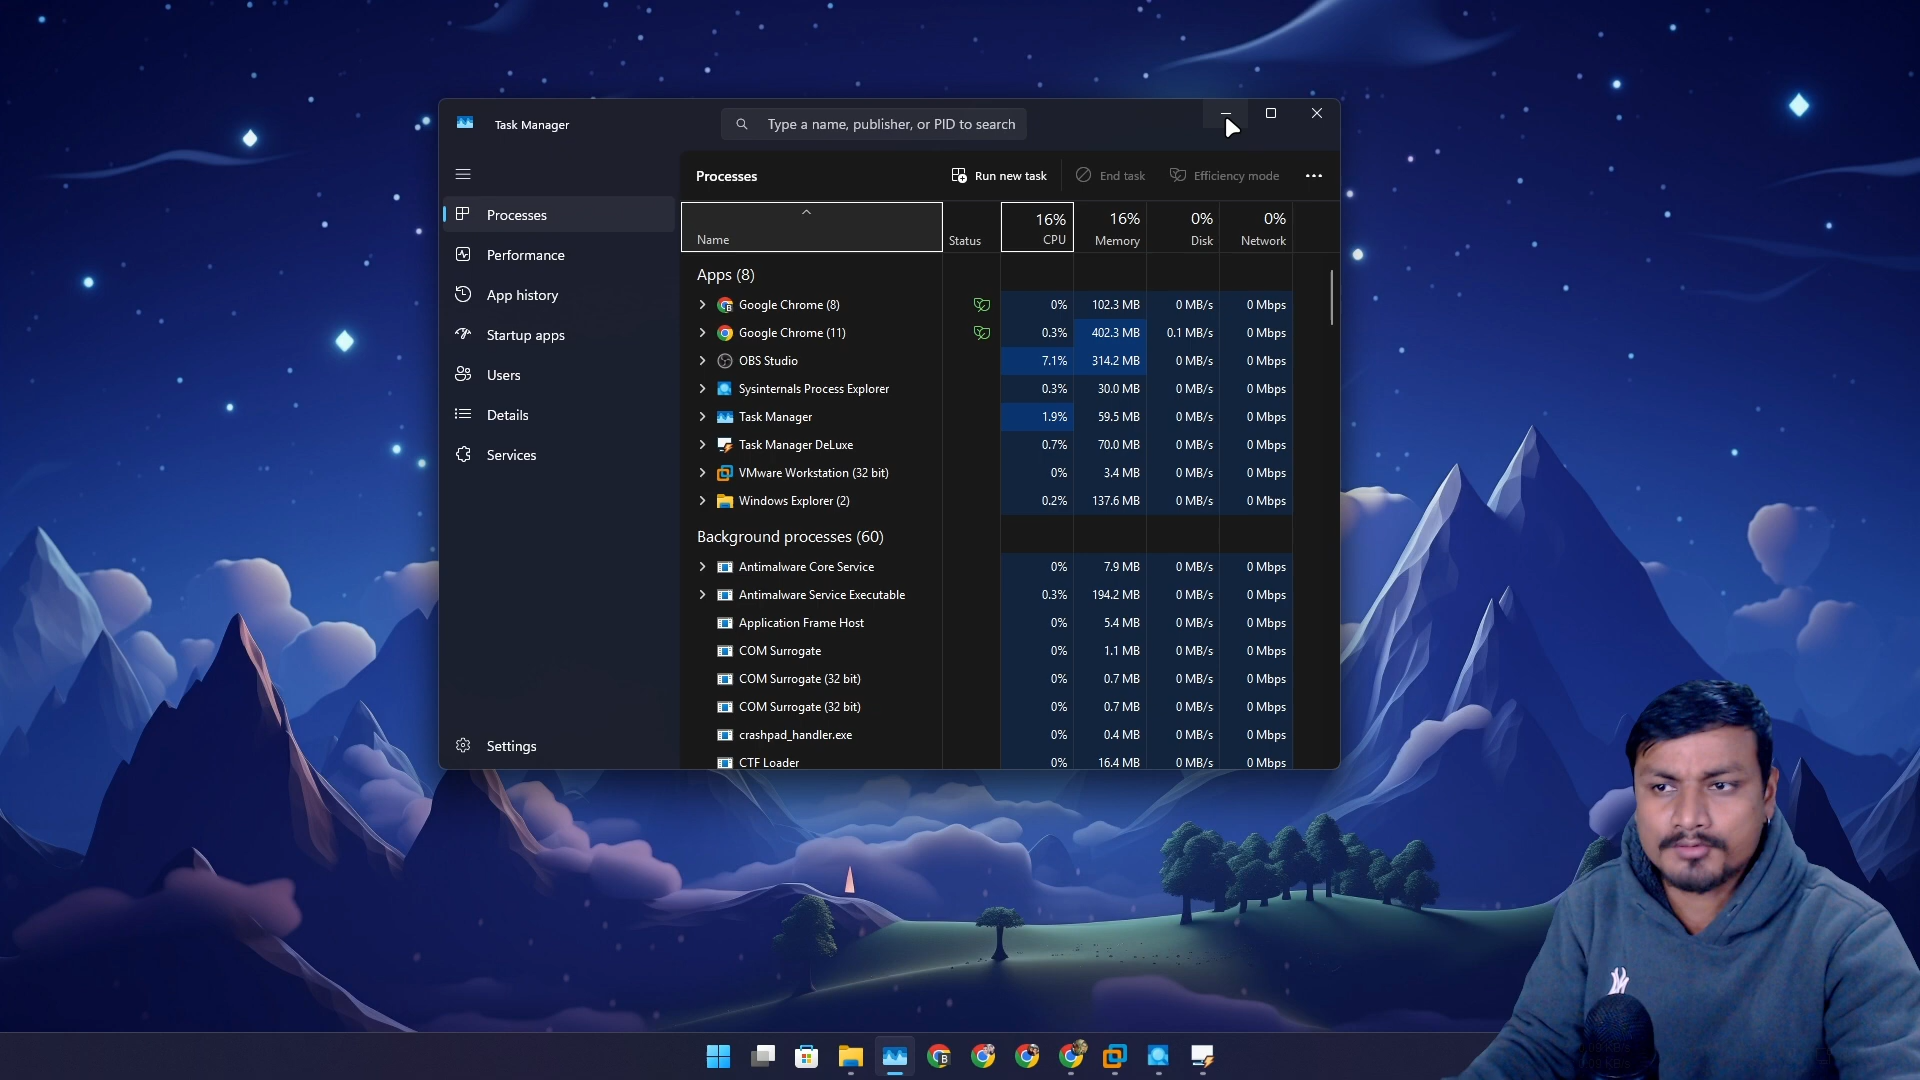 Task Manager
Type a name, publisher, or PID to search
Processes
Run new task
End task
Efficiency mode
Processes
Performance
App history
Startup apps
Users
Details
Services
Settings
16% 16% 0% 0%
Name Status CPU Memory Disk Network
Apps (8)
Google Chrome (8) 0% 102.3 MB 0 MB/s 0 Mbps
Google Chrome (11) 0.3% 402.3 MB 0.1 MB/s 0 Mbps
OBS Studio 7.1% 314.2 MB 0 MB/s 0 Mbps
Sysinternals Process Explorer 0.3% 30.0 MB 0 MB/s 0 Mbps
Task Manager 1.9% 59.5 MB 0 MB/s 0 Mbps
Task Manager DeLuxe 0.7% 70.0 MB 0 MB/s 0 Mbps
VMware Workstation (32 bit) 0% 3.4 MB 0 MB/s 0 Mbps
Windows Explorer (2) 0.2% 137.6 MB 0 MB/s 0 Mbps
Background processes (60)
Antimalware Core Service 0% 7.9 MB 0 MB/s 0 Mbps
Antimalware Service Executable 0.3% 194.2 MB 0 MB/s 0 Mbps
Application Frame Host 0% 5.4 MB 0 MB/s 0 Mbps
COM Surrogate 0% 1.1 MB 0 MB/s 0 Mbps
COM Surrogate (32 bit) 0% 0.7 MB 0 MB/s 0 Mbps
COM Surrogate (32 bit) 0% 0.7 MB 0 MB/s 0 Mbps
crashpad_handler.exe 0% 0.4 MB 0 MB/s 0 Mbps
CTF Loader 0% 16.4 MB 0 MB/s 0 Mbps
B